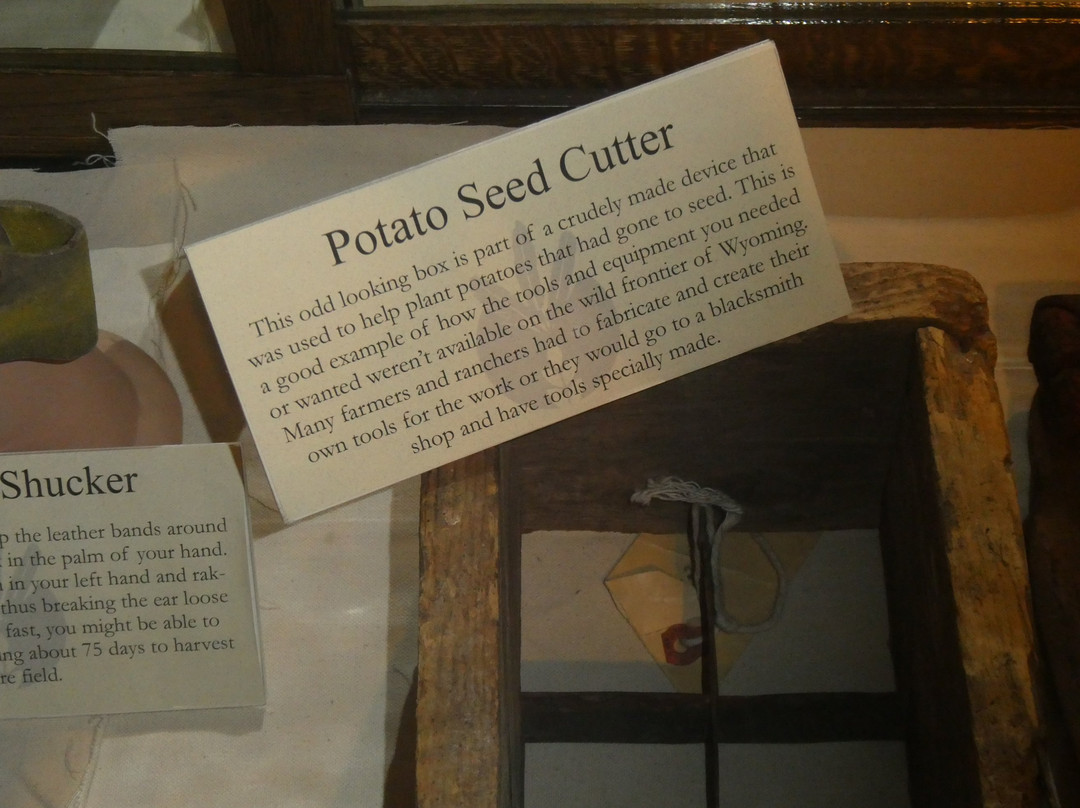 Potato Seed Cutter
This odd looking box is part of a crudely made device that
was used to help plant potatoes that had gone to seed. This is
a good example of how the tools and equipment you needed
or wanted weren't available on the wild frontier of Wyoming.
Many farmers and ranchers had to fabricate and create their
own tools for the work or they would go to a blacksmith
shop and have tools specially made.
Shucker
the leather bands around
in the palm of your hand.
in your left hand and rak-
thus breaking the ear loose
fast, you might be able to
about 75 days to harvest
field.